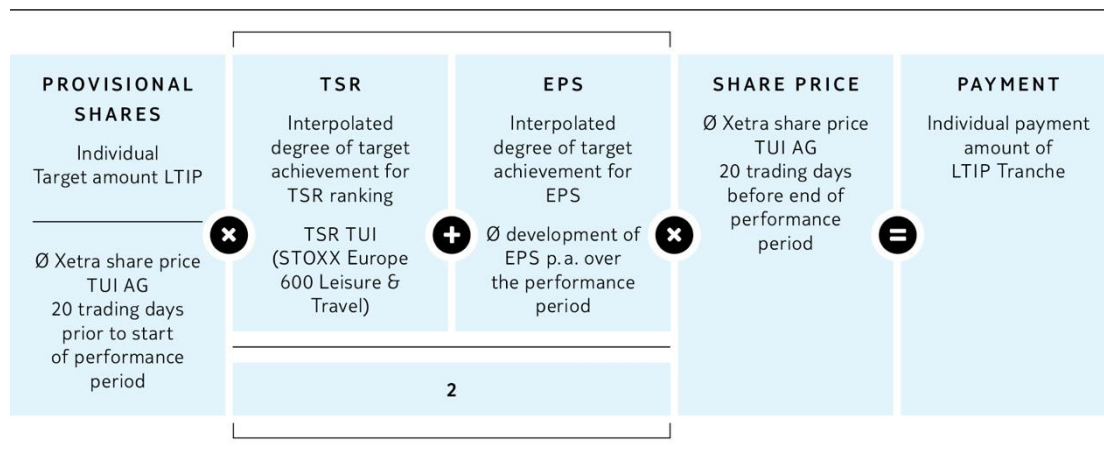 PROVISIONAL
SHARES
Individual
Target amount LTIP
Ø Xetra share price
TUI AG
20 trading days
prior to start
of performance
period
×
TSR
Interpolated
degree of target
achievement for
TSR ranking
TSR TUI
(STOXX Europe
600 Leisure &
Travel)
+
EPS
Interpolated
degree of target
achievement for
EPS
Ø development of
EPS p.a. over
the performance
period
2
×
SHARE PRICE
Ø Xetra share price
TUI AG
20 trading days
before end of
performance
period
=
PAYMENT
Individual payment
amount of
LTIP Tranche